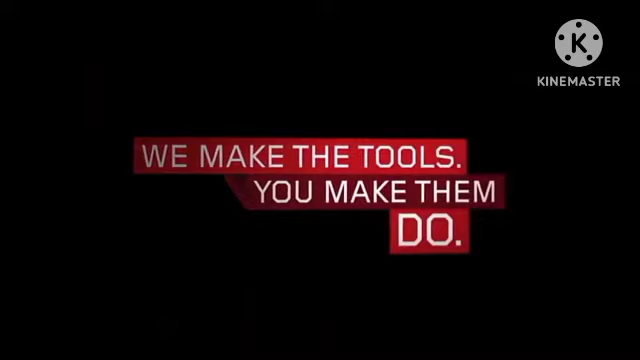 K
KINEMASTER
WE MAKE THE TOOLS.
YOU MAKE THEM
DO.